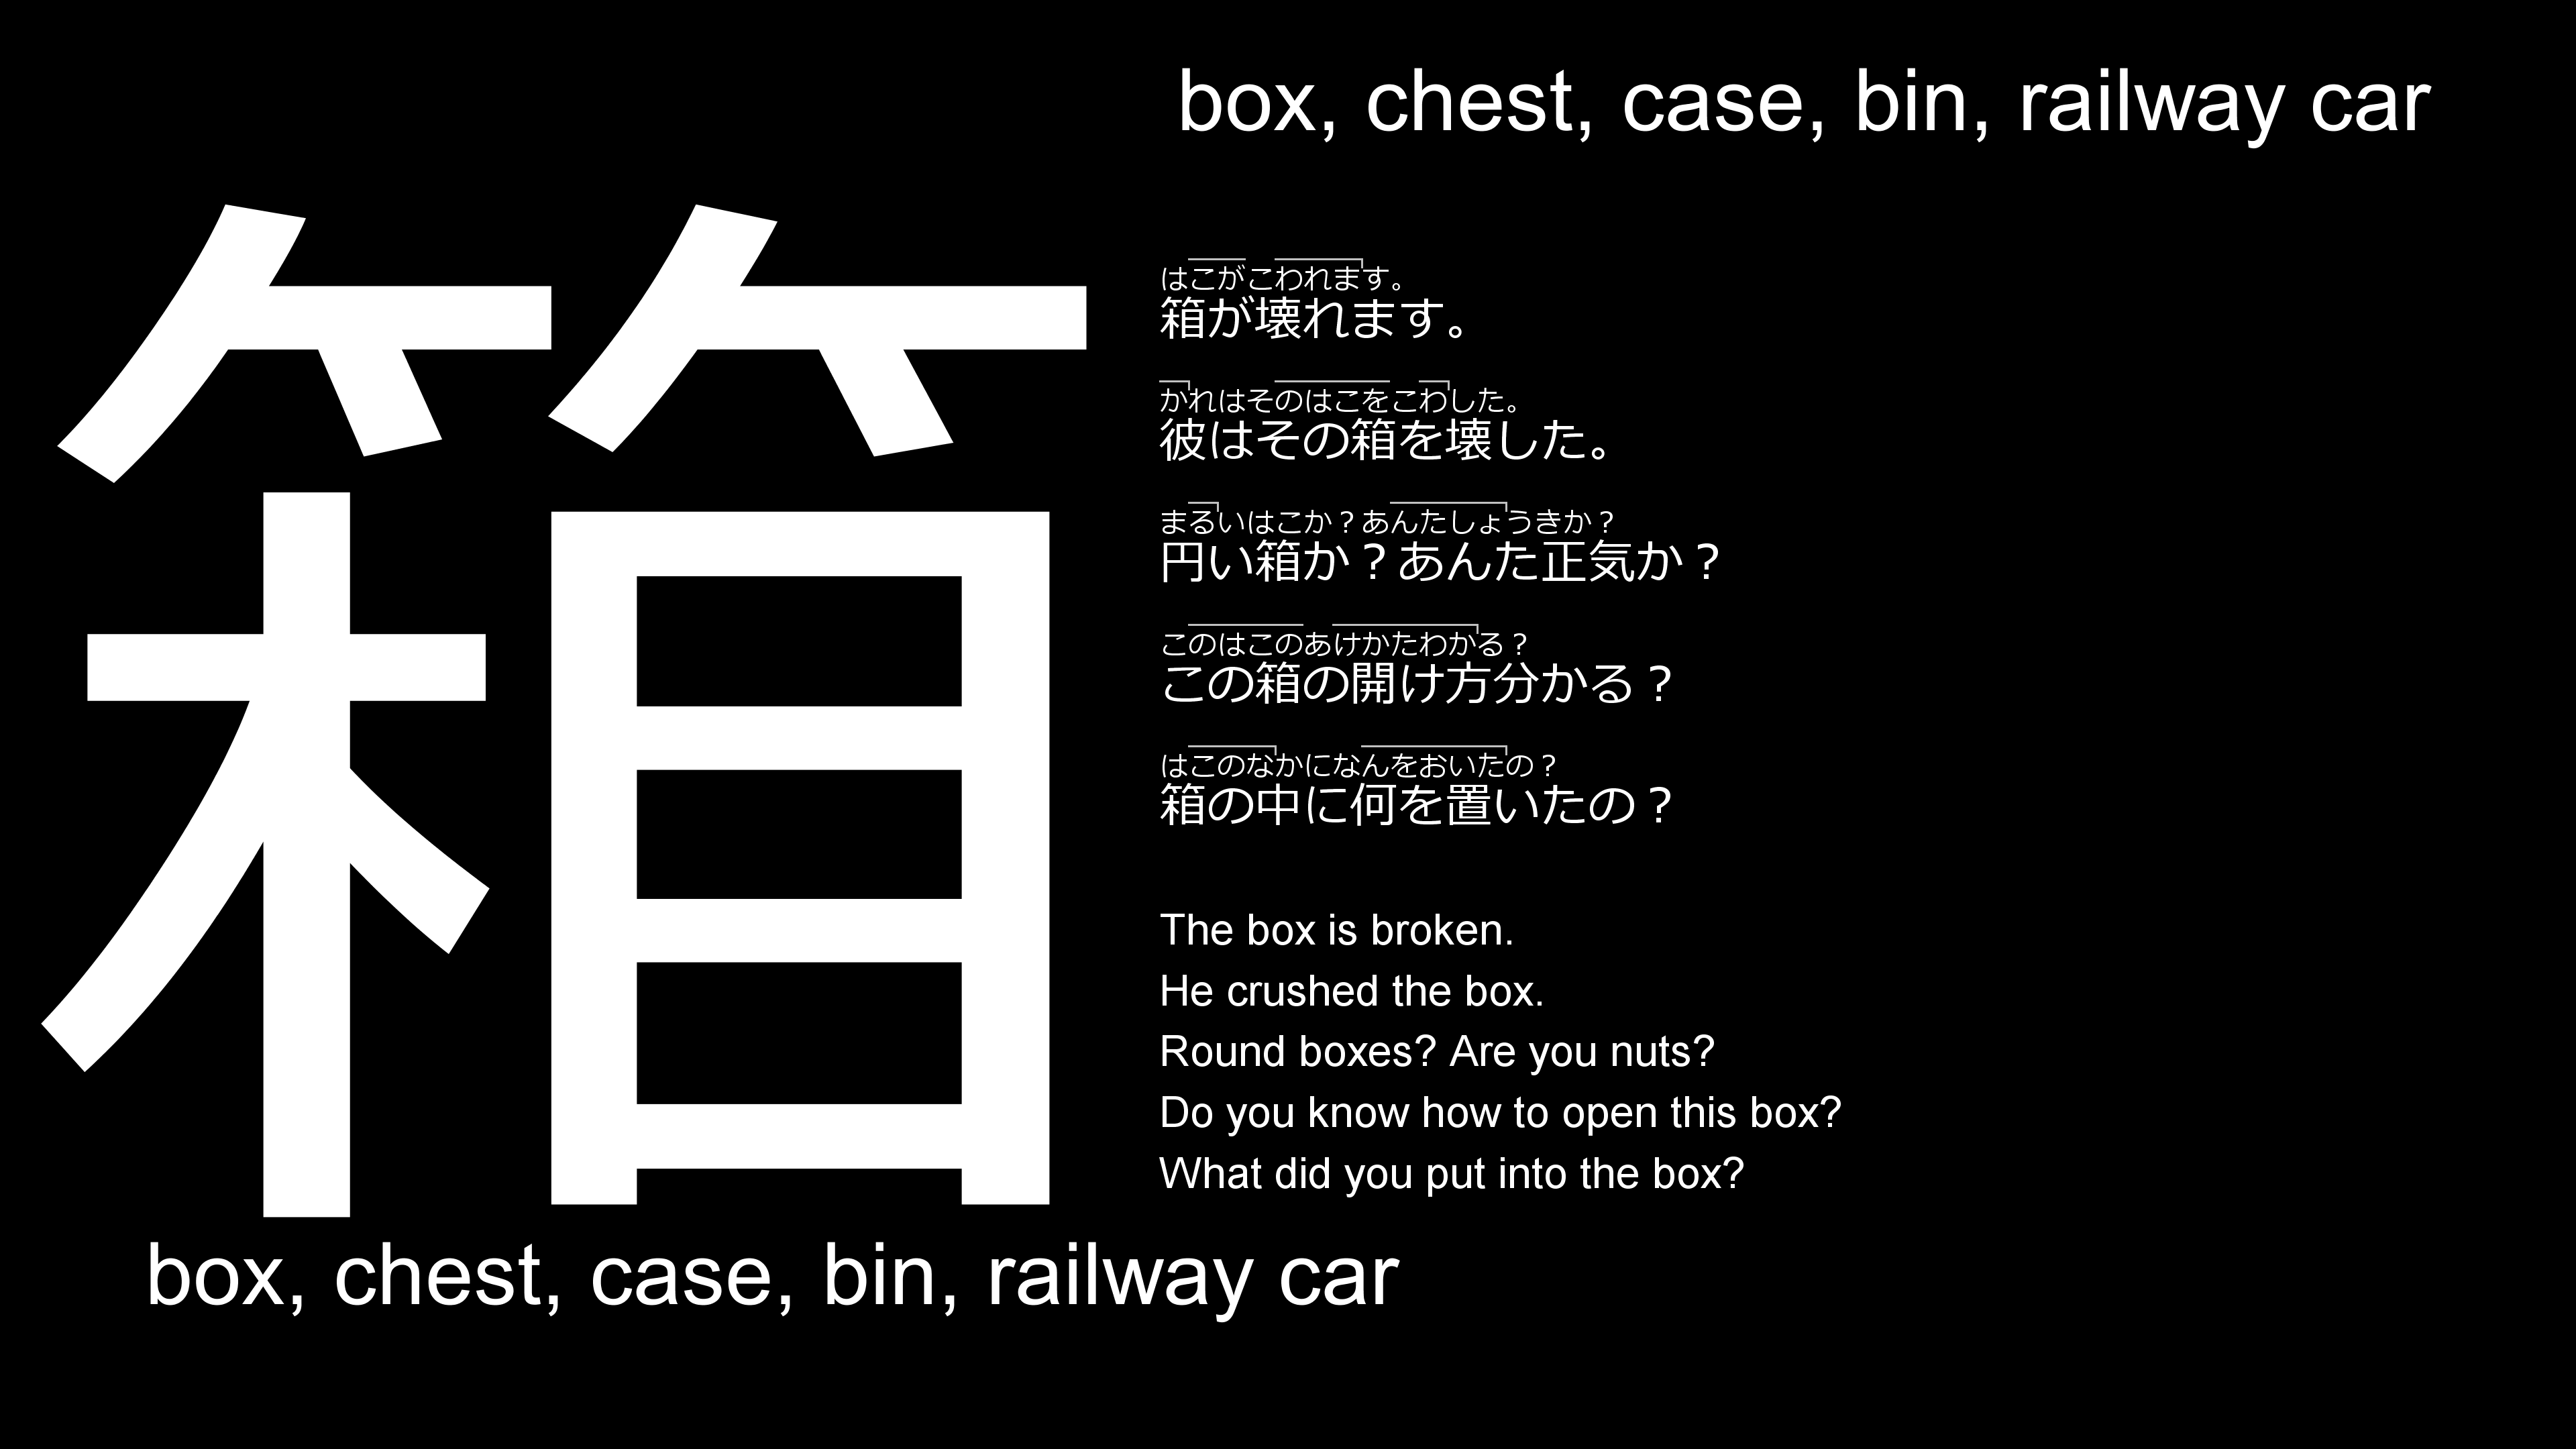 箱
box, chest, case, bin, railway car
box, chest, case, bin, railway car
はこがこわれます。
箱が壊れます。
かれはそのはこをこわした。
彼はその箱を壊した。
まるいはこか？あんたしょうきか？
円い箱か？あんた正気か？
このはこのあけかたわかる？
この箱の開け方分かる？
はこのなかになんをおいたの？
箱の中に何を置いたの？
The box is broken.
He crushed the box.
Round boxes? Are you nuts?
Do you know how to open this box?
What did you put into the box?